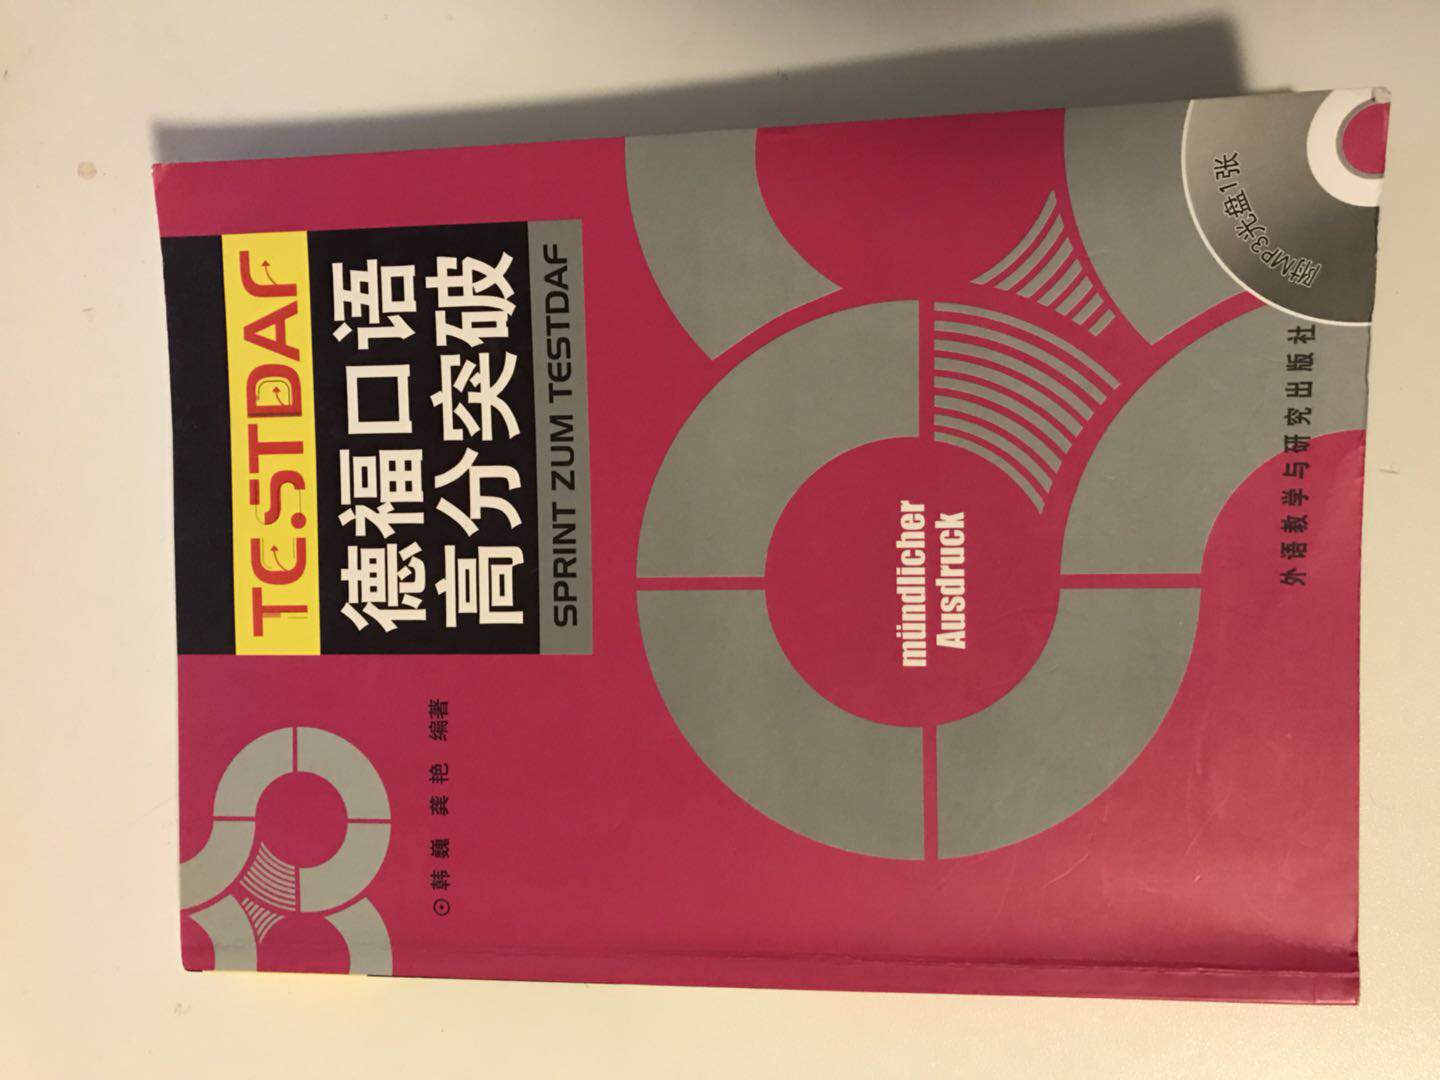 TESTDAF
德福口语
高分突破
SPRINT ZUM TESTDAF
韩巍 龚艳 编著
mündlicher
Ausdruck
附MP3光盘1张
外语教学与研究出版社